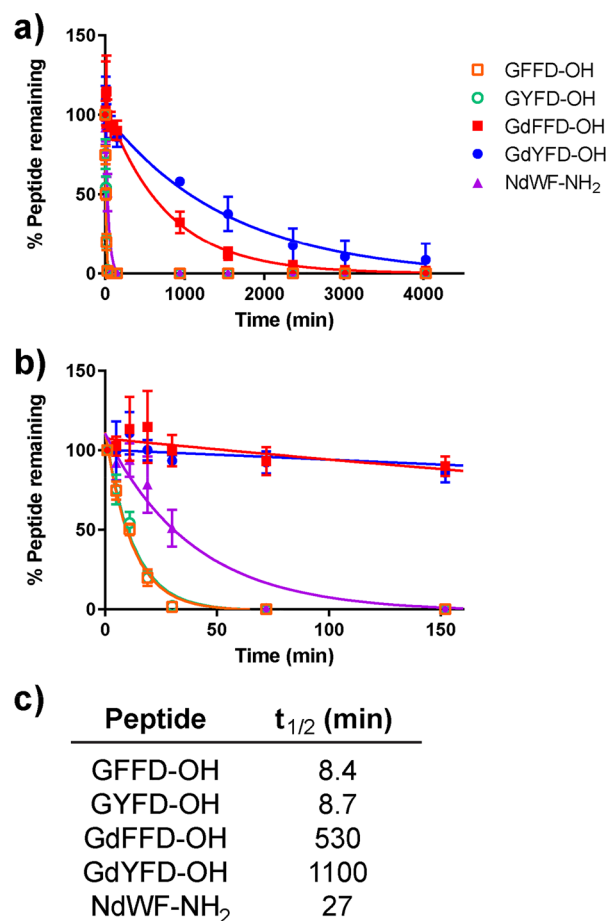 a)
% Peptide remaining
150
100
50
0
0 1000 2000 3000 4000
Time (min)
GFFD-OH
GYFD-OH
GdFFD-OH
GdYFD-OH
NdWF-NH₂
b)
% Peptide remaining
150
100
50
0
0 50 100 150
Time (min)
c)
Peptide t₁/₂ (min)
GFFD-OH 8.4
GYFD-OH 8.7
GdFFD-OH 530
GdYFD-OH 1100
NdWF-NH₂ 27